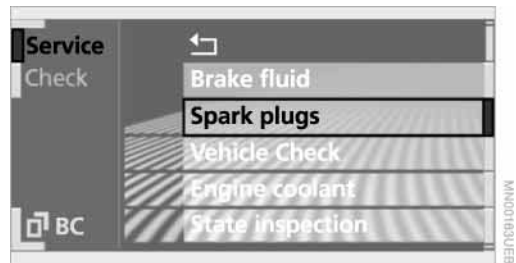 Service
Check
Brake fluid
Spark plugs
Vehicle Check
Engine coolant
State inspection
BC
MN00163UEB